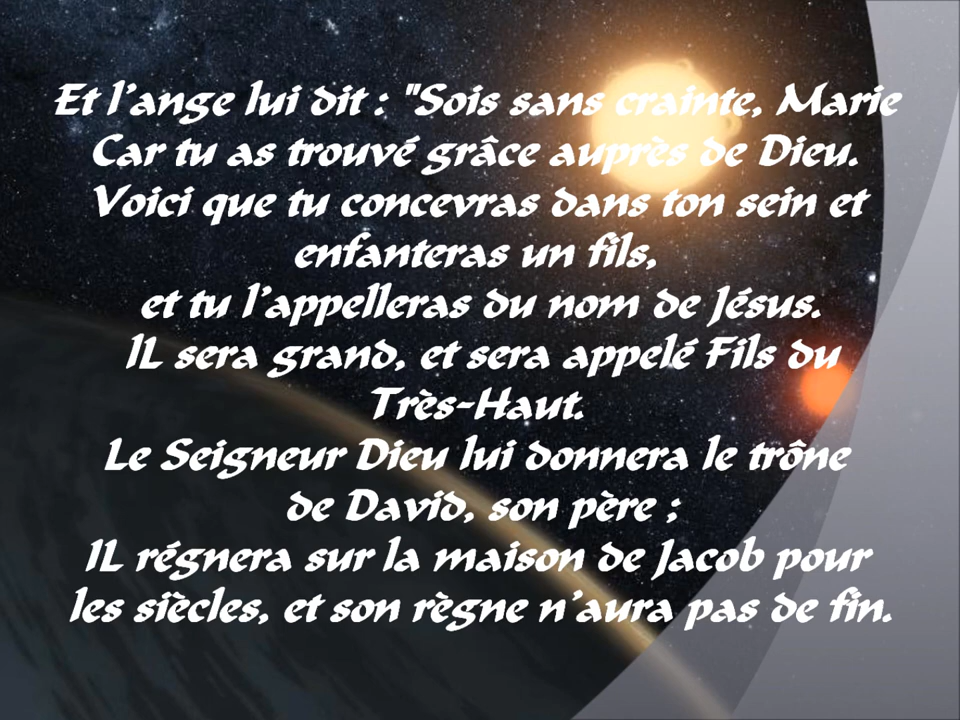 Et l'ange lui dit : "Sois sans crainte, Marie
Car tu as trouvé grâce auprès de Dieu.
Voici que tu concevras dans ton sein et
enfanteras un fils,
et tu l'appelleras du nom de Jésus.
IL sera grand, et sera appelé Fils du
Très-Haut.
Le Seigneur Dieu lui donnera le trône
de David, son père ;
IL régnera sur la maison de Jacob pour
les siècles, et son règne n'aura pas de fin.